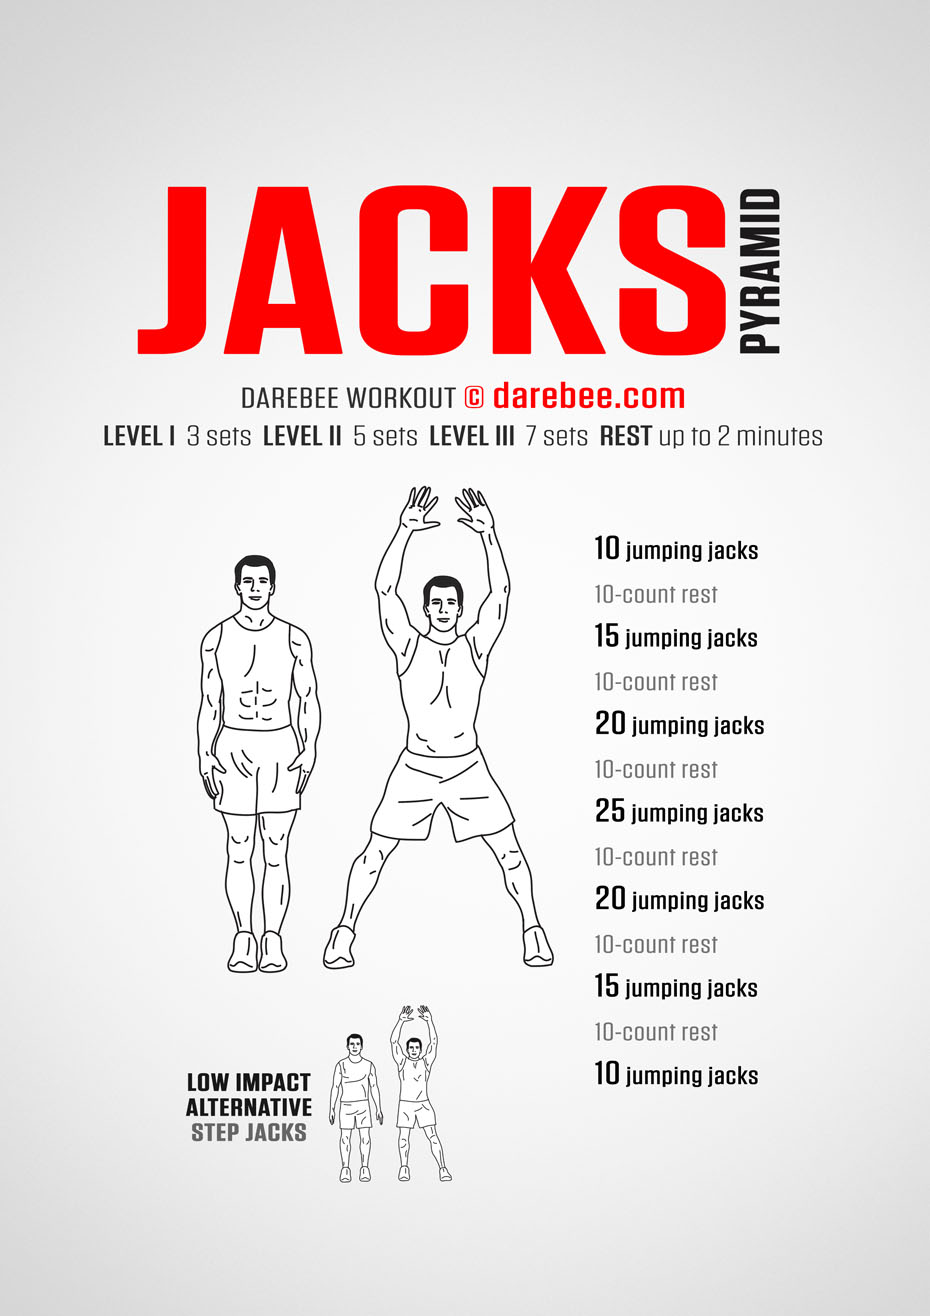 JACKS
PYRAMID
DAREBEE WORKOUT © darebee.com
LEVEL I 3 sets LEVEL II 5 sets LEVEL III 7 sets REST up to 2 minutes
10 jumping jacks
10-count rest
15 jumping jacks
10-count rest
20 jumping jacks
10-count rest
25 jumping jacks
10-count rest
20 jumping jacks
10-count rest
15 jumping jacks
10-count rest
10 jumping jacks
LOW IMPACT
ALTERNATIVE
STEP JACKS